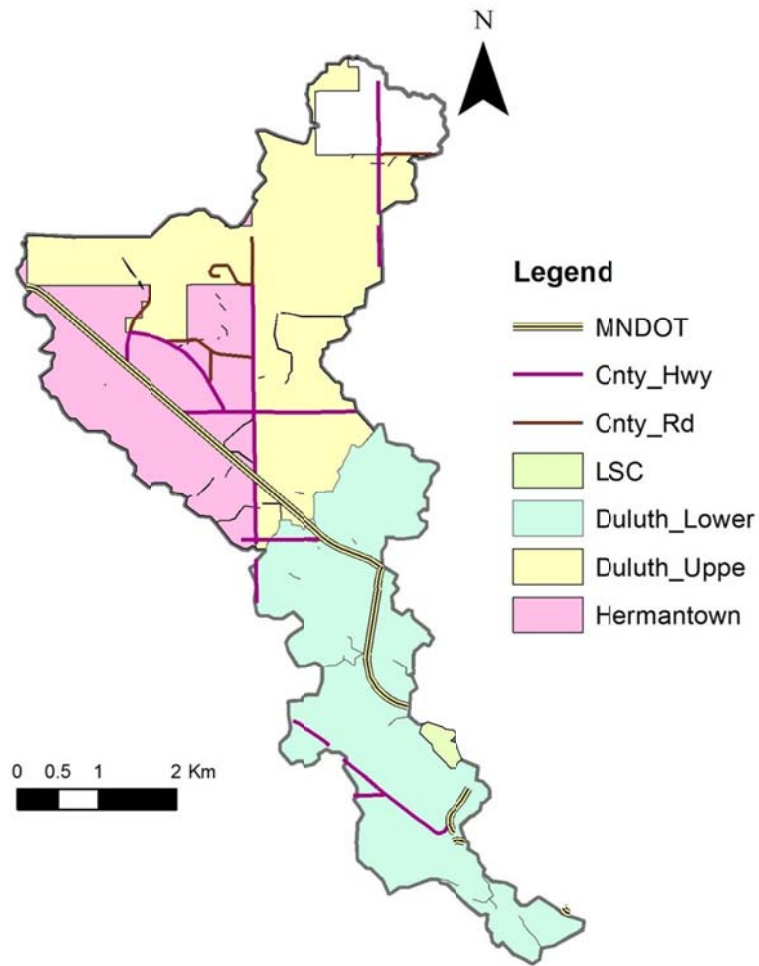 N
Legend
MNDOT
Cnty_Hwy
Cnty_Rd
LSC
Duluth_Lower
Duluth_Uppe
Hermantown
0 0.5 1 2 Km